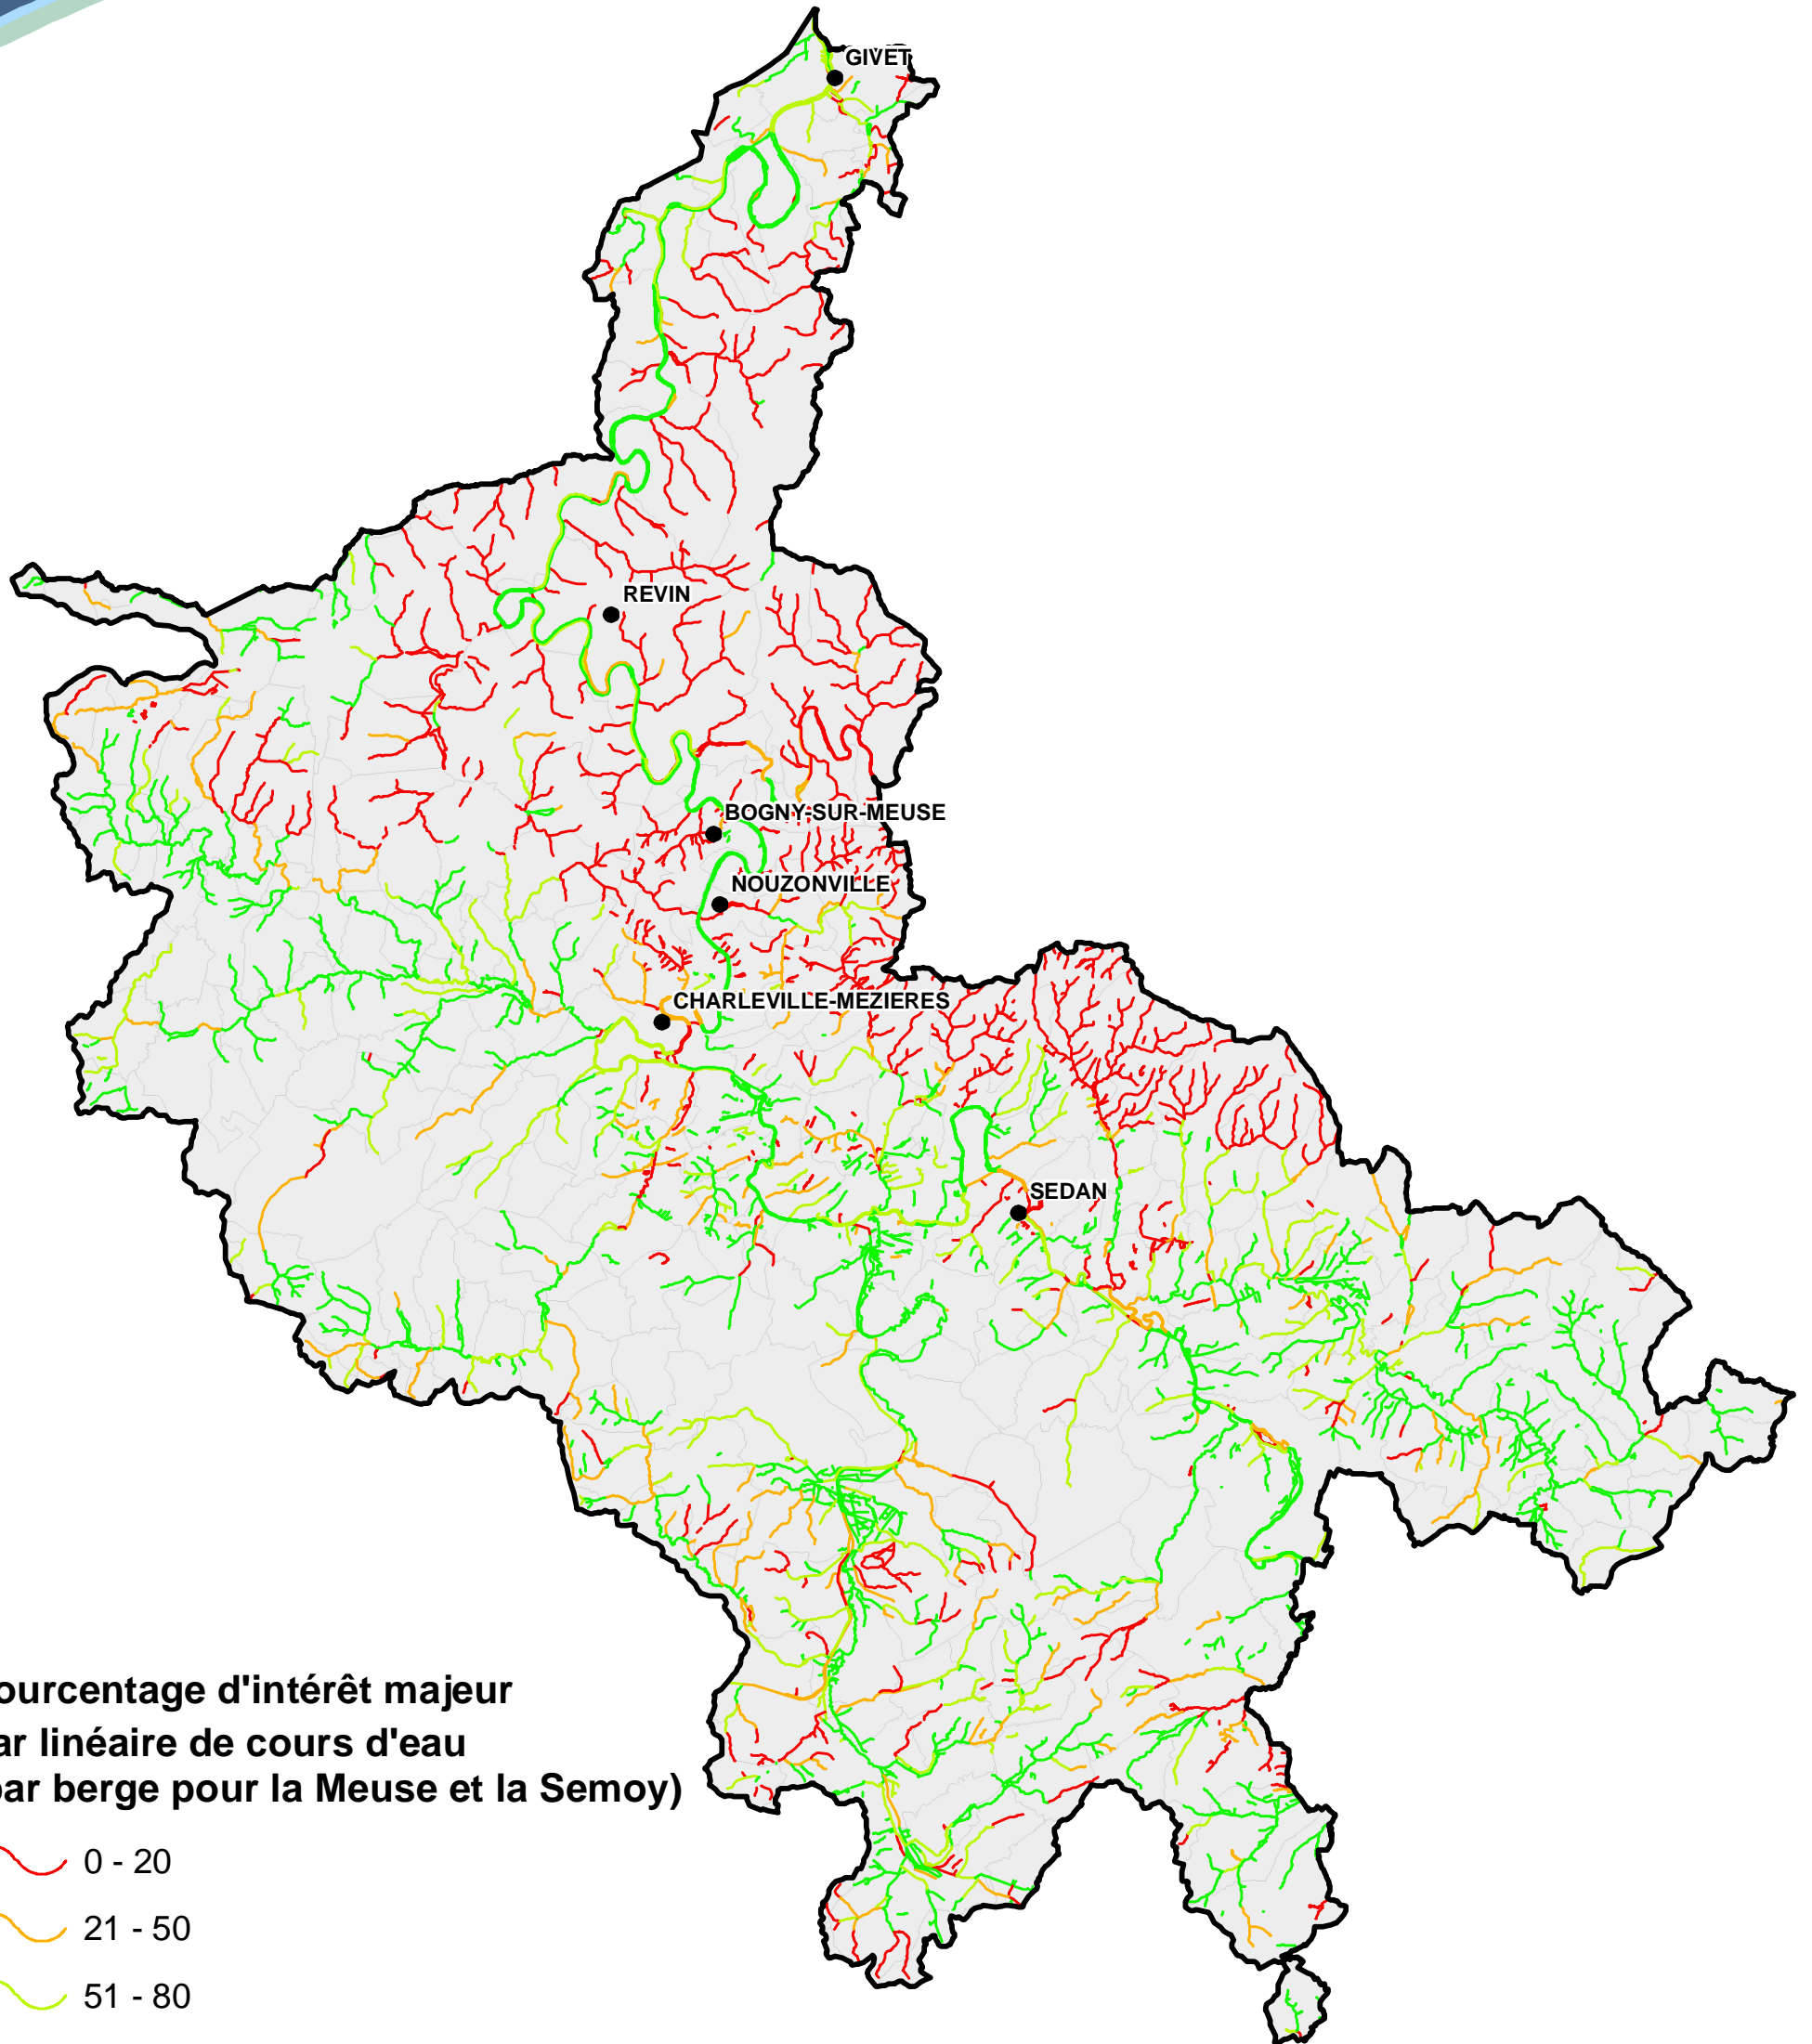 GIVET
REVIN
BOGNY-SUR-MEUSE
NOUZONVILLE
CHARLEVILLE-MEZIERES
SEDAN
ourcentage d'intérêt majeur
ar linéaire de cours d'eau
par berge pour la Meuse et la Semoy)
0 - 20
21 - 50
51 - 80